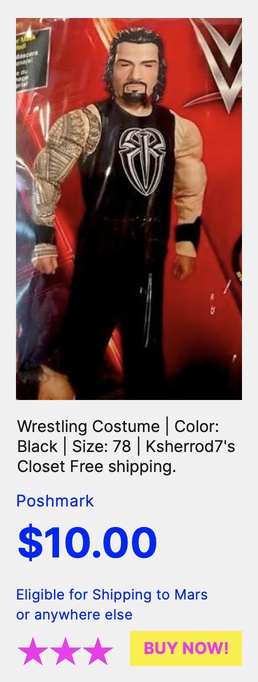 W
Wrestling Costume | Color:
Black | Size: 78 | Ksherrod7's
Closet Free shipping.
Poshmark
$10.00
Eligible for Shipping to Mars
or anywhere else
BUY NOW!